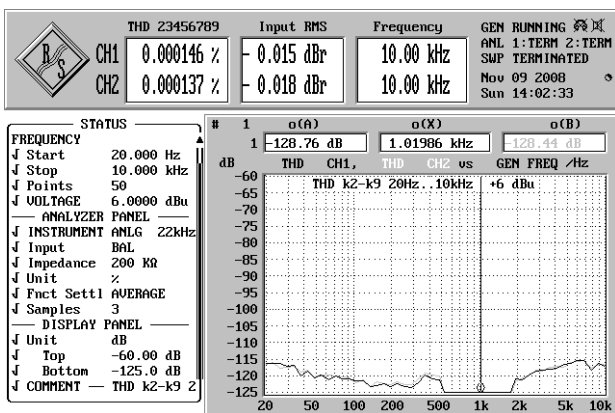 THD 23456789 Input RMS Frequency
R S
CH1 0.000146 % - 0.015 dBr 10.00 kHz
CH2 0.000137 % - 0.018 dBr 10.00 kHz
GEN RUNNING
ANL 1:TERM 2:TERM
SWP TERMINATED
Nov 09 2008
Sun 14:02:33
STATUS
FREQUENCY
Start 20.000 Hz
Stop 10.000 kHz
Points 50
VOLTAGE 6.0000 dBu
ANALYZER PANEL
INSTRUMENT ANLG 22kHz
Input BAL
Impedance 200 KΩ
Unit %
Fnct Settl AVERAGE
Samples 3
DISPLAY PANEL
Unit dB
Top -60.00 dB
Bottom -125.0 dB
COMMENT — THD k2-k9 2
# 1 o(A) o(X) o(B)
1 -128.76 dB 1.01986 kHz -128.44 dB
dB THD CH1, THD CH2 vs GEN FREQ /Hz
THD k2-k9 20Hz..10kHz +6 dBu
-60
-65
-70
-75
-80
-85
-90
-95
-100
-105
-110
-115
-120
-125
20 50 100 200 500 1k 2k 5k 10k